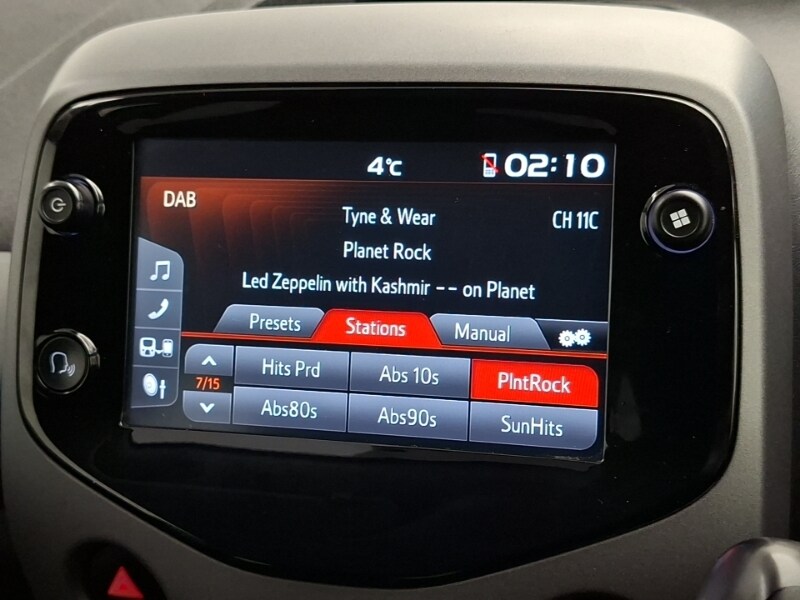 4°C 02:10
DAB
Tyne & Wear CH 11C
Planet Rock
Led Zeppelin with Kashmir -- on Planet
Presets Stations Manual
7/15
Hits Prd Abs 10s PlntRock
Abs80s Abs90s SunHits